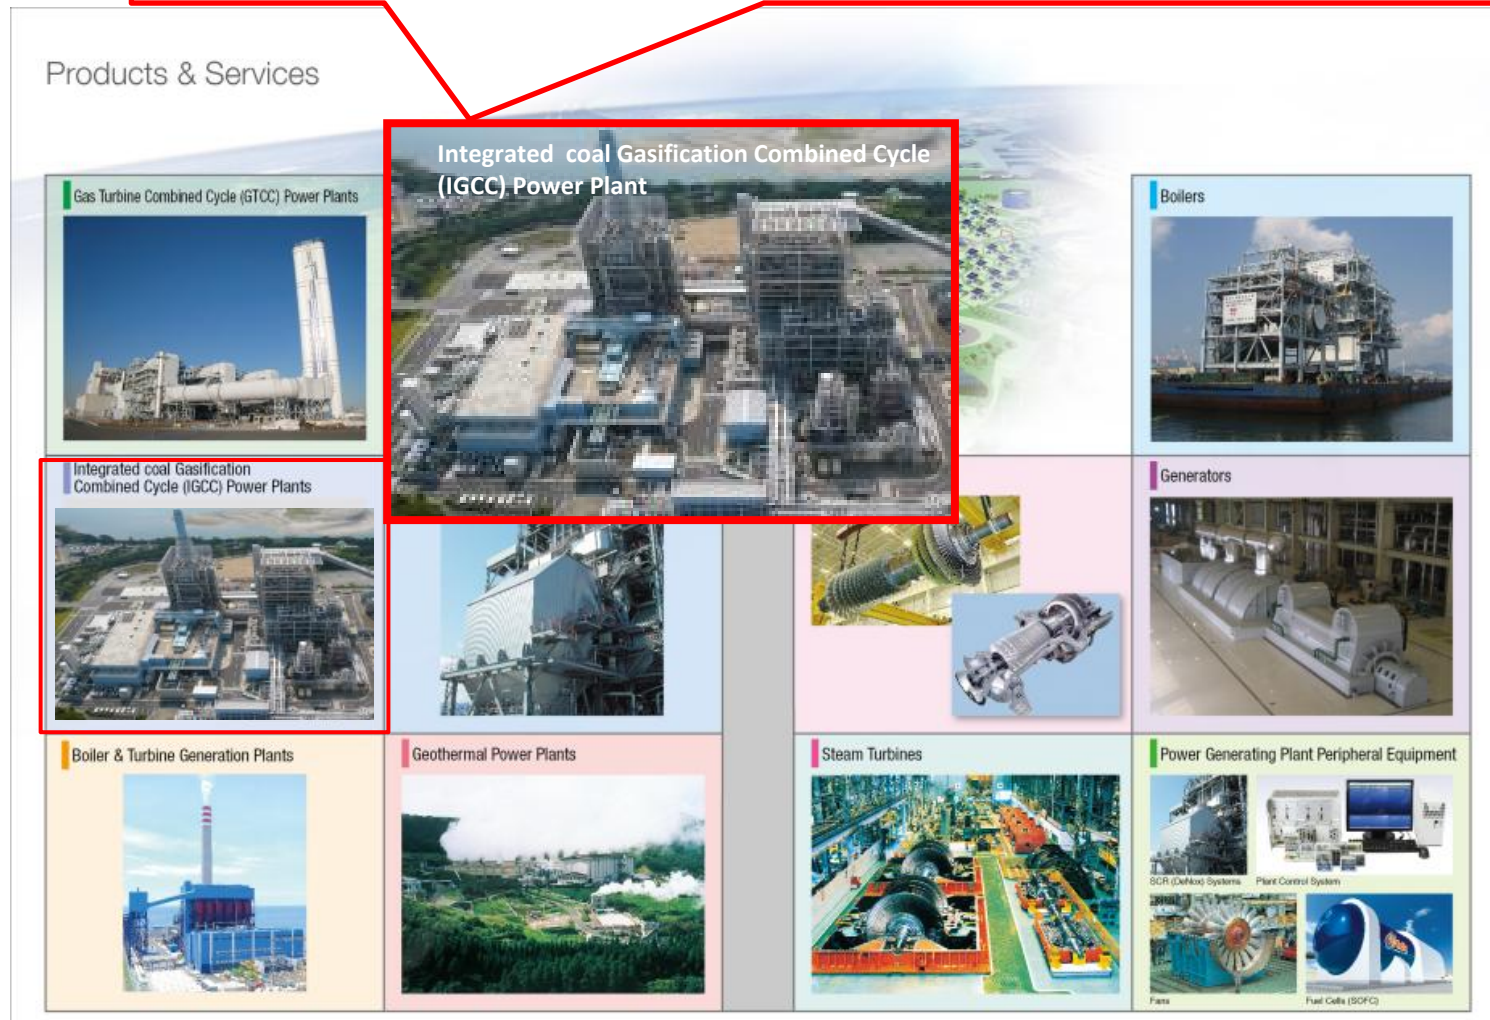 Products & Services
Integrated coal Gasification Combined Cycle
(IGCC) Power Plant
Gas Turbine Combined Cycle (GTCC) Power Plants
Boilers
Integrated coal Gasification
Combined Cycle (IGCC) Power Plants
Generators
Boiler & Turbine Generation Plants
Geothermal Power Plants
Steam Turbines
Power Generating Plant Peripheral Equipment
SCR (DeNox) Systems
Plant Control System
Fans
Fuel Cells (SOFC)